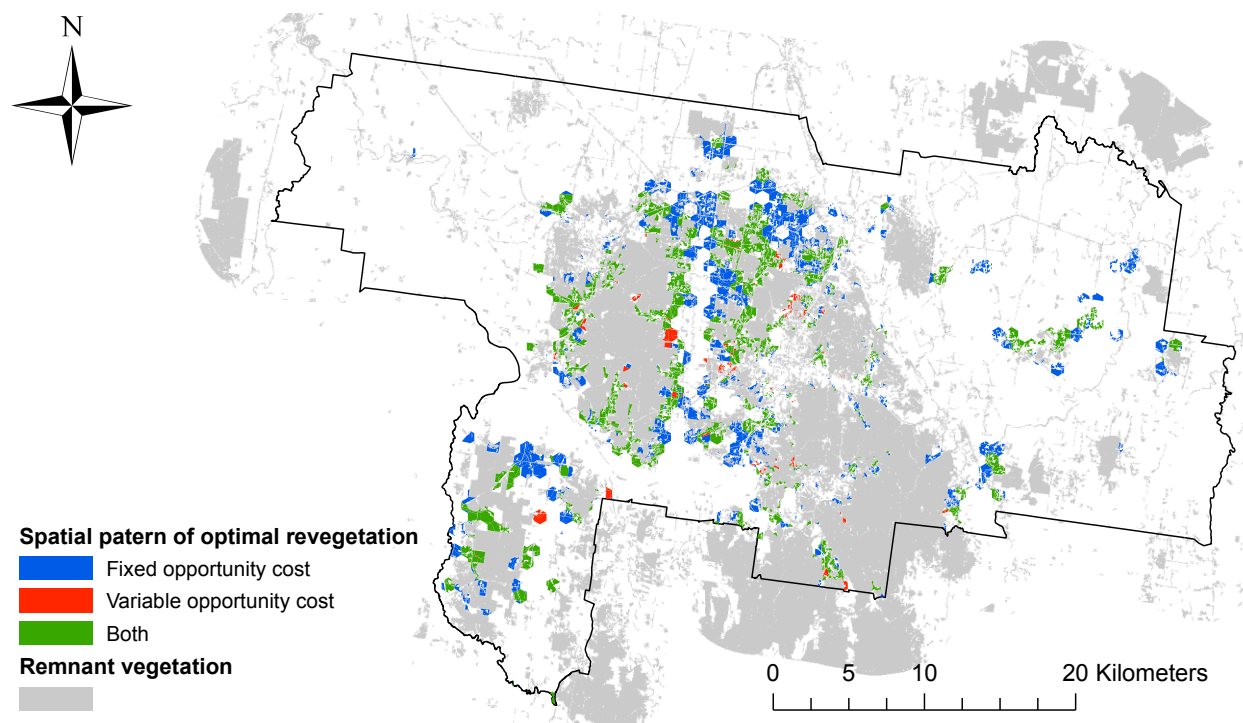 N
Spatial patern of optimal revegetation
Fixed opportunity cost
Variable opportunity cost
Both
Remnant vegetation
0 5 10 20 Kilometers